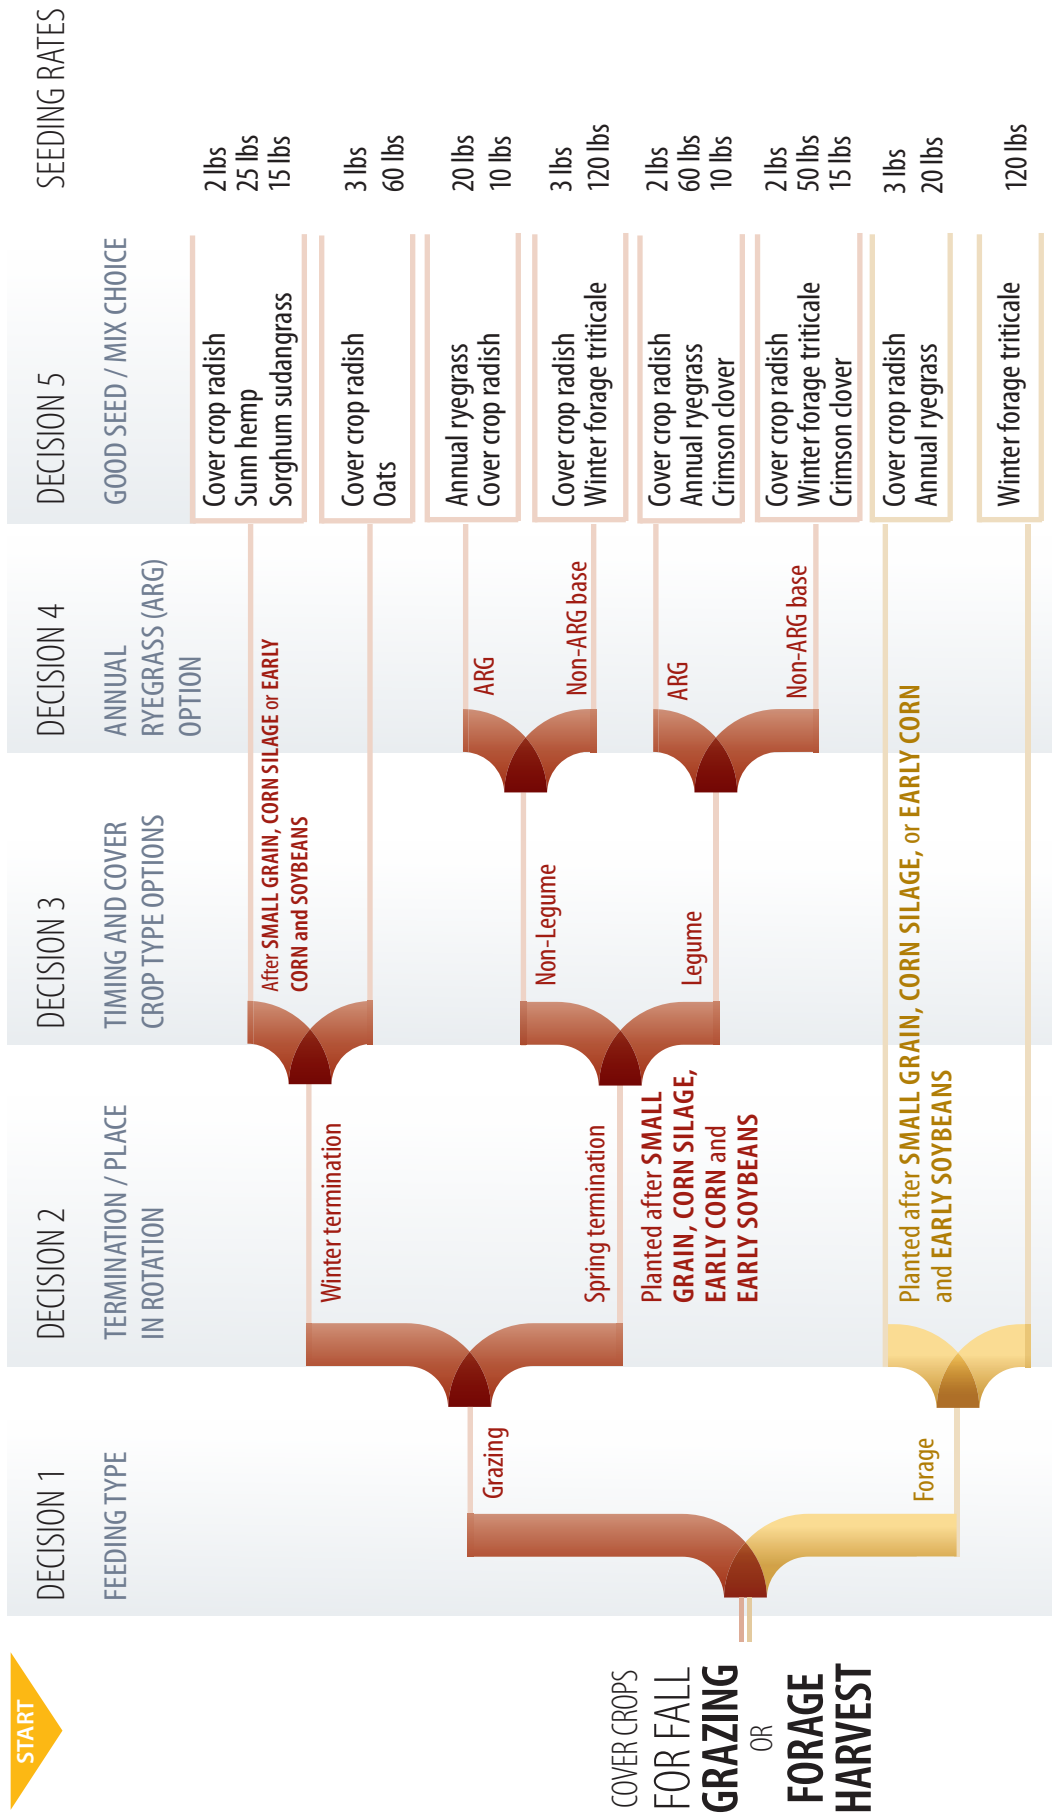 START
COVER CROPS
FOR FALL
GRAZING
OR
FORAGE
HARVEST
DECISION 1
FEEDING TYPE
Grazing
Forage
DECISION 2
TERMINATION / PLACE
IN ROTATION
Winter termination
Spring termination
Planted after SMALL
GRAIN, CORN SILAGE,
EARLY CORN and
EARLY SOYBEANS
Planted after SMALL GRAIN, CORN SILAGE, or EARLY CORN
and EARLY SOYBEANS
DECISION 3
TIMING AND COVER
CROP TYPE OPTIONS
After SMALL GRAIN, CORN SILAGE or EARLY
CORN and SOYBEANS
Non-Legume
Legume
DECISION 4
ANNUAL
RYEGRASS (ARG)
OPTION
ARG
Non-ARG base
ARG
Non-ARG base
DECISION 5
GOOD SEED / MIX CHOICE
SEEDING RATES
Cover crop radish 2 lbs
Sunn hemp 25 lbs
Sorghum sudangrass 15 lbs
Cover crop radish 3 lbs
Oats 60 lbs
Annual ryegrass 20 lbs
Cover crop radish 10 lbs
Cover crop radish 3 lbs
Winter forage triticale 120 lbs
Cover crop radish 2 lbs
Annual ryegrass 60 lbs
Crimson clover 10 lbs
Cover crop radish 2 lbs
Winter forage triticale 50 lbs
Crimson clover 15 lbs
Cover crop radish 3 lbs
Annual ryegrass 20 lbs
Winter forage triticale 120 lbs